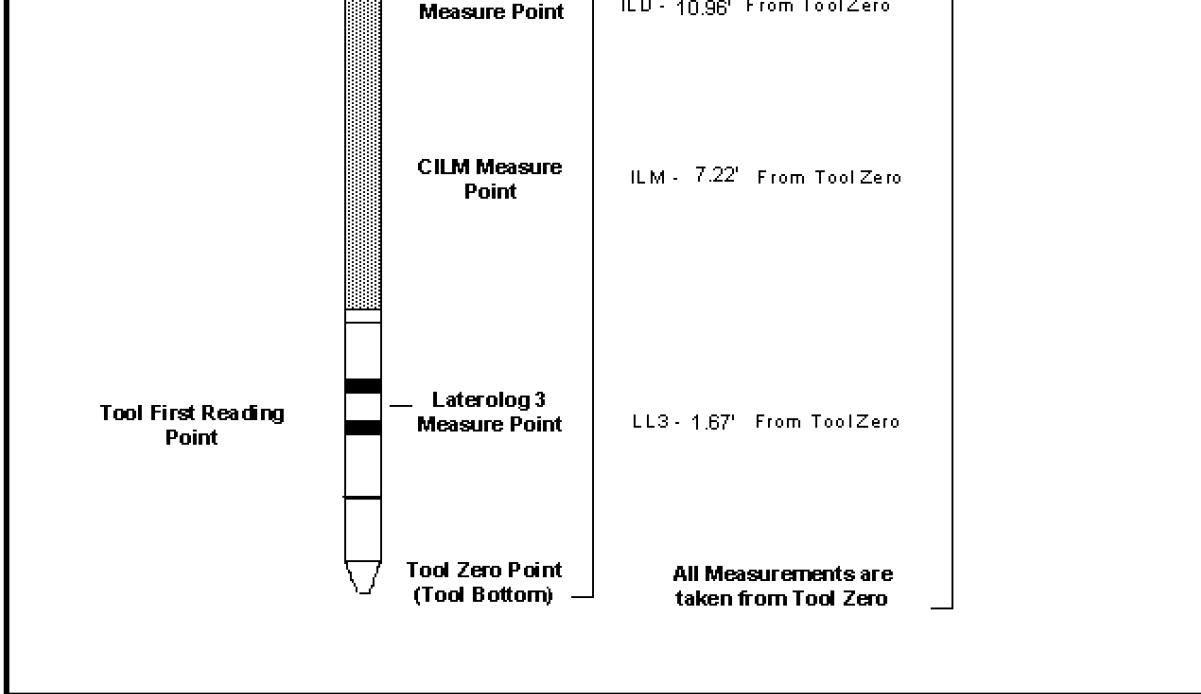 Measure Point
ILD - 10.96' From Tool Zero
CILM Measure
Point
ILM - 7.22' From Tool Zero
Tool First Reading
Point
Laterolog 3
Measure Point
LL3 - 1.67' From Tool Zero
Tool Zero Point
(Tool Bottom)
All Measurements are
taken from Tool Zero